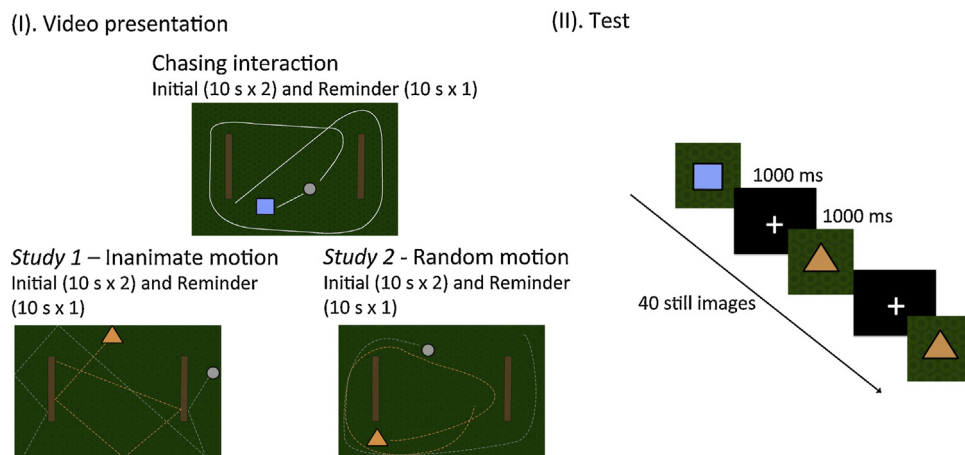 (I). Video presentation
Chasing interaction
Initial (10 s x 2) and Reminder (10 s x 1)
Study 1 – Inanimate motion
Initial (10 s x 2) and Reminder
(10 s x 1)
Study 2 - Random motion
Initial (10 s x 2) and Reminder
(10 s x 1)
(II). Test
1000 ms
1000 ms
40 still images